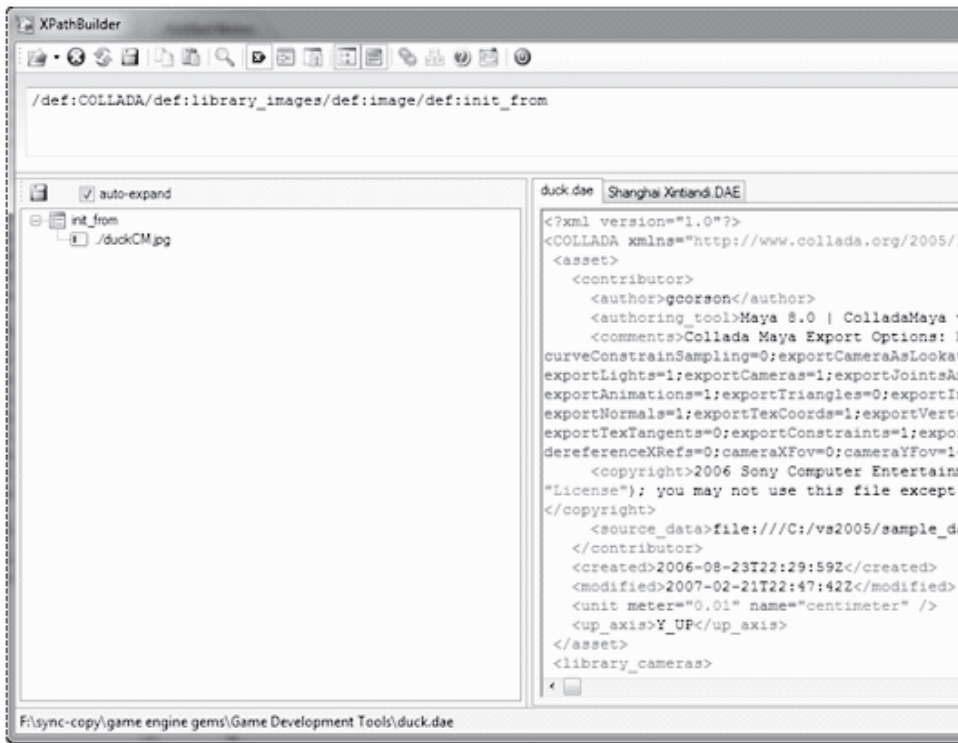 XPathBuilder
/def:COLLADA/def:library_images/def:image/def:init_from
auto-expand
init_from
./duckCM.jpg
duck.dae Shanghai Xintiandi.DAE
<?xml version="1.0"?>
<COLLADA xmlns="http://www.collada.org/2005/
<asset>
<contributor>
<author>gcorson</author>
<authoring_tool>Maya 8.0 | ColladaMaya
<comments>Collada Maya Export Options:
curveConstrainSampling=0;exportCameraAsLooka
exportLights=1;exportCameras=1;exportJointsA
exportAnimations=1;exportTriangles=0;exportI
exportNormals=1;exportTexCoords=1;exportVert
exportTexTangents=0;exportConstraints=1;expo
dereferenceXRefs=0;cameraXFov=0;cameraYFov=1
<copyright>2006 Sony Computer Entertain
"License"); you may not use this file except
</copyright>
<source_data>file:///C:/vs2005/sample_d
</contributor>
<created>2006-08-23T22:29:59Z</created>
<modified>2007-02-21T22:47:42Z</modified>
<unit meter="0.01" name="centimeter" />
<up_axis>Y_UP</up_axis>
</asset>
<library_cameras>
F:\sync-copy\game engine gems\Game Development Tools\duck.dae